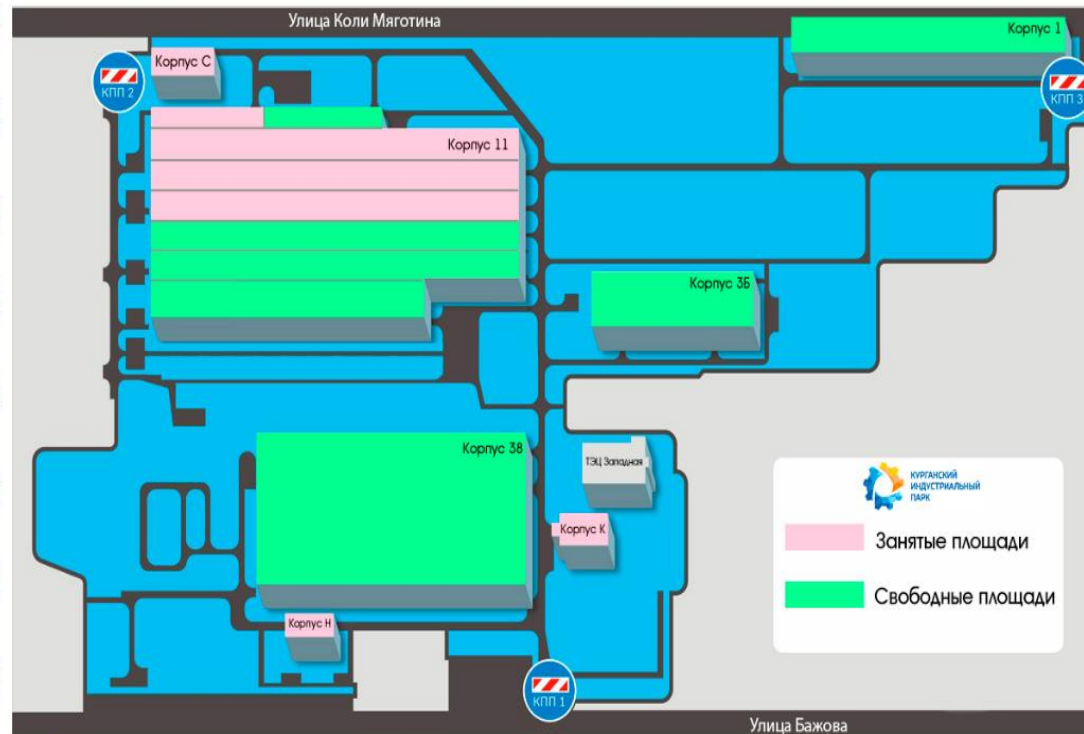 Улица Коли Мяготина
Корпус 1
Корпус С
КПП 2
КПП 3
Корпус 11
Корпус 3Б
Корпус 38
ТЭЦ Западная
КУРГАНСКИЙ
ИНДУСТРИАЛЬНЫЙ
ПАРК
Корпус К
Занятые площади
Свободные площади
Корпус Н
КПП 1
Улица Бажова